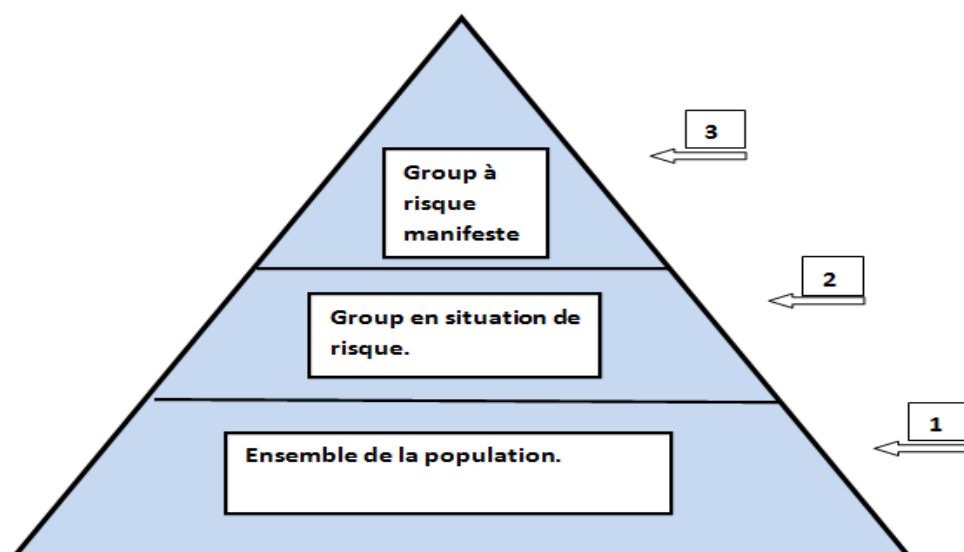 3
Group à
risque
manifeste
2
Group en situation de
risque.
1
Ensemble de la population.